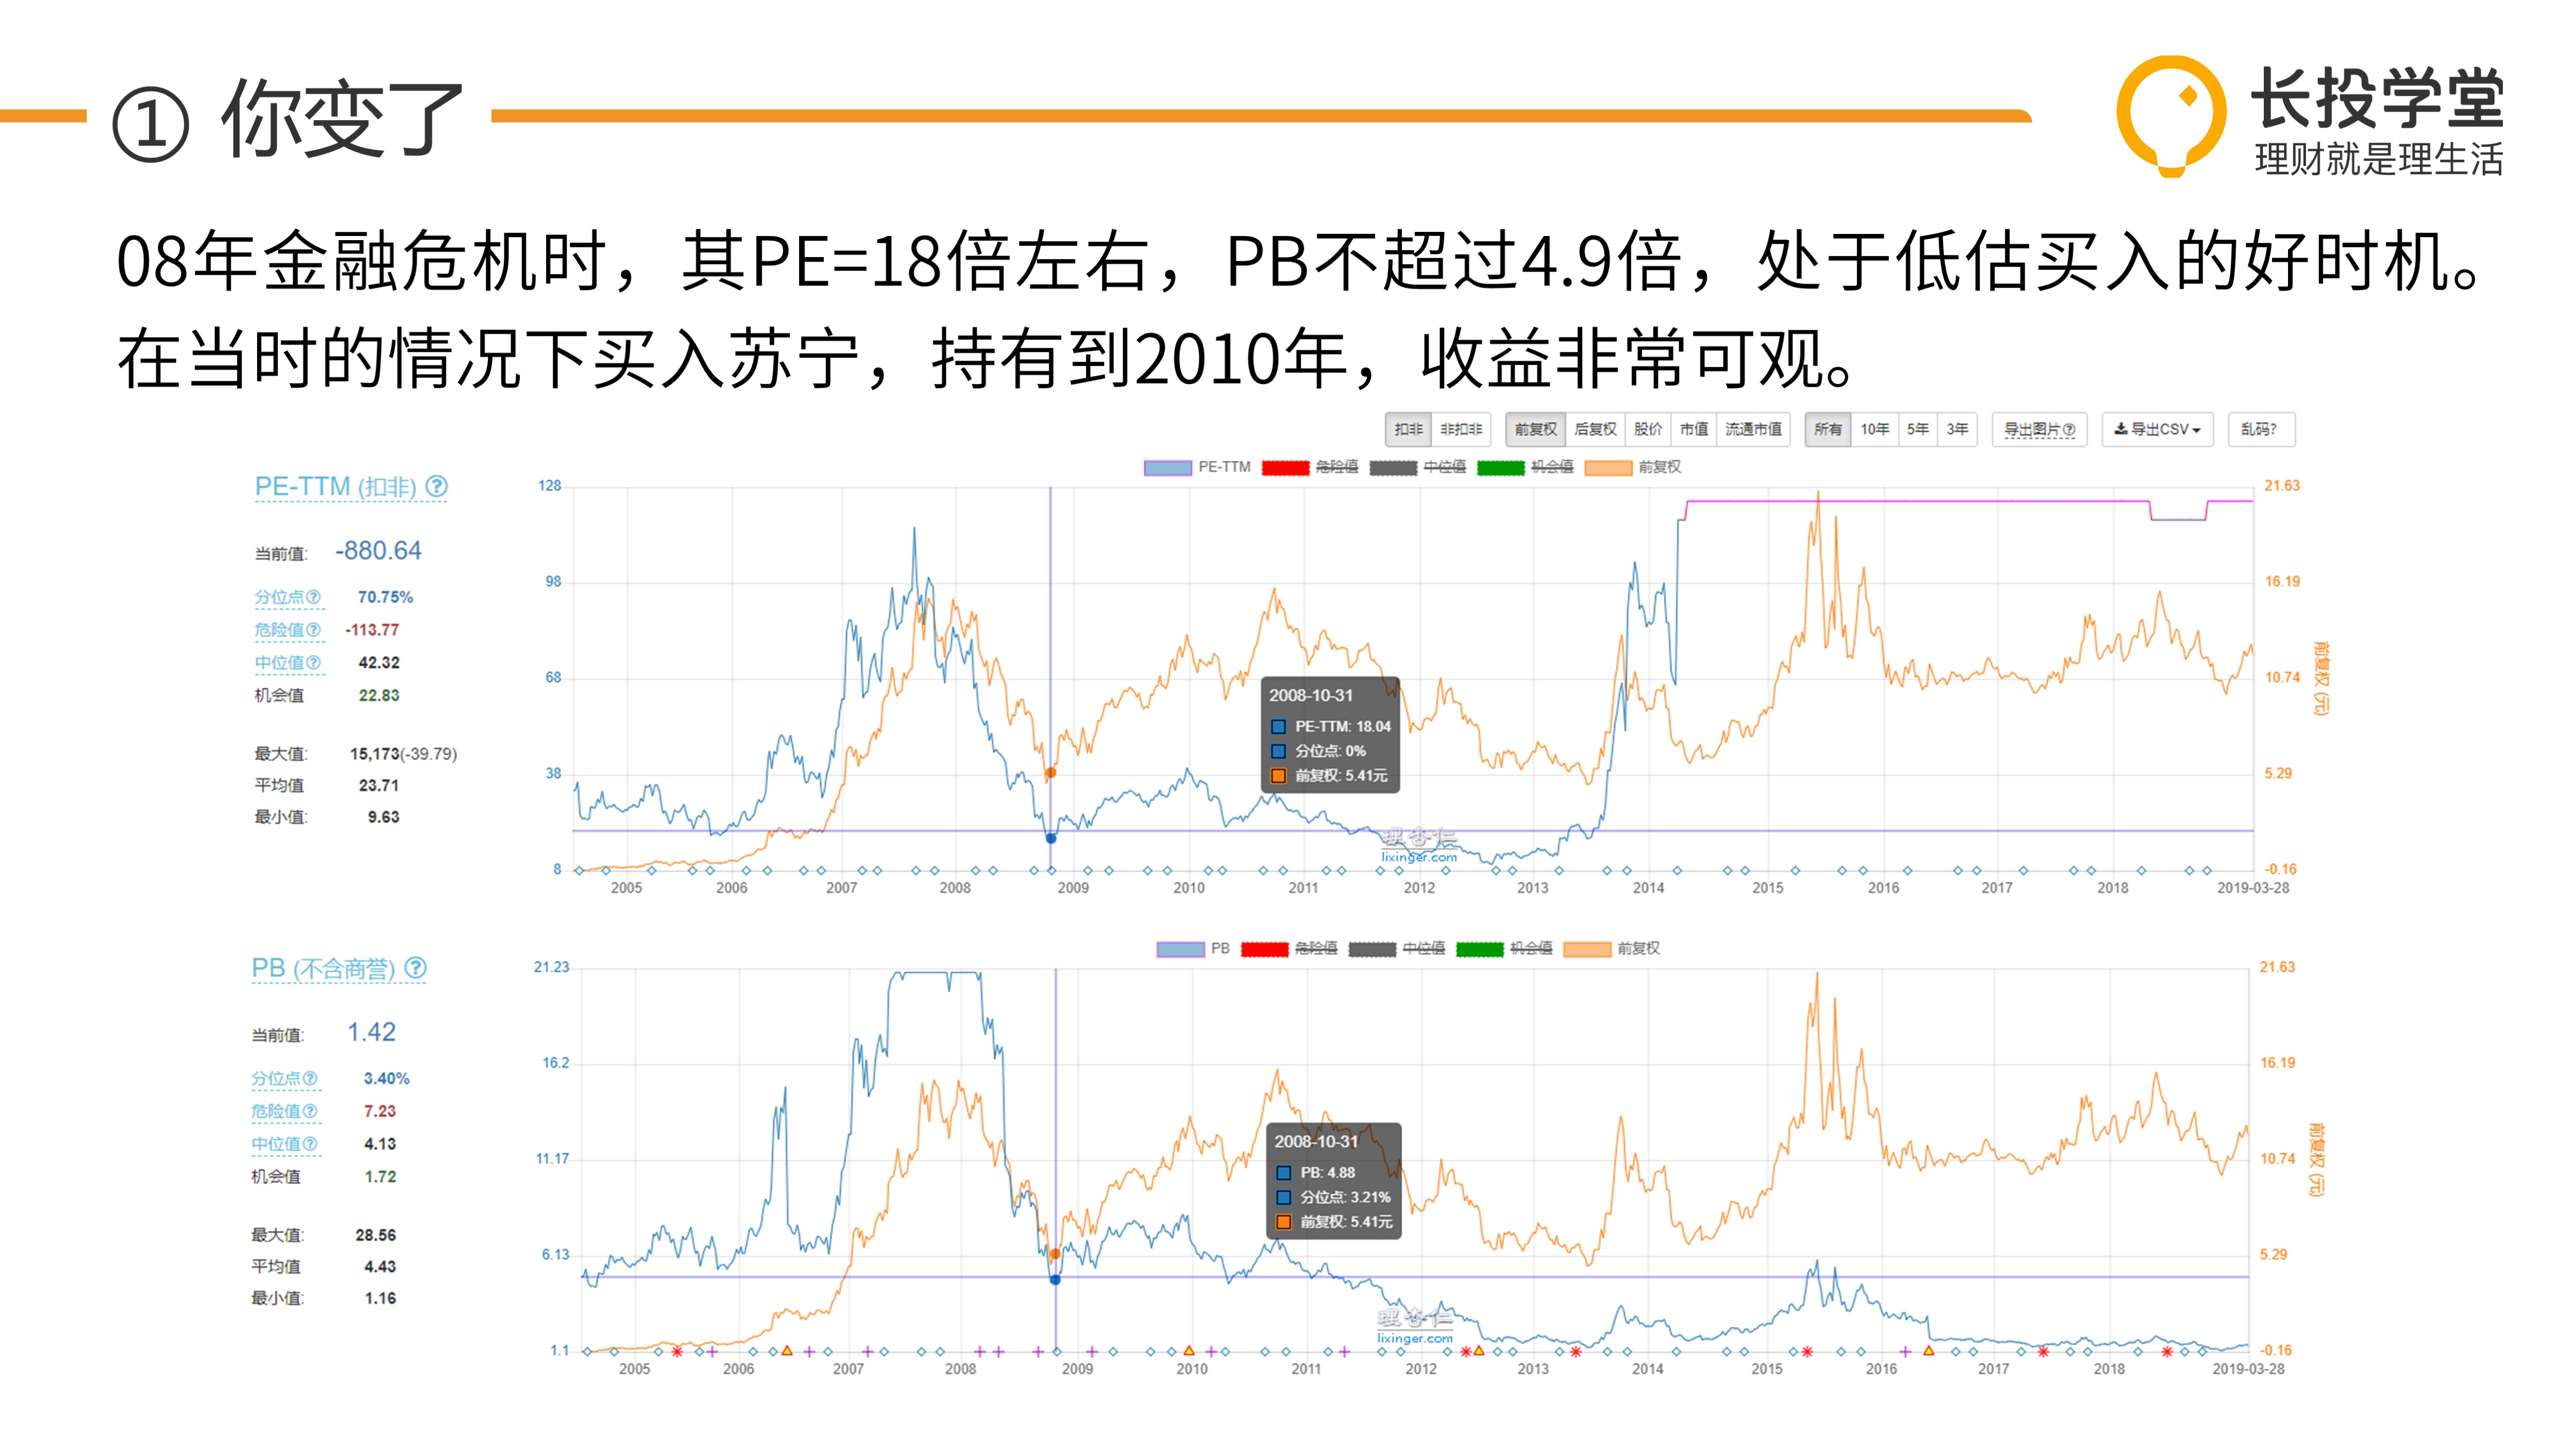 ① 你变了
长投学堂
理财就是理生活
08年金融危机时，其PE=18倍左右，PB不超过4.9倍，处于低估买入的好时机。
在当时的情况下买入苏宁，持有到2010年，收益非常可观。
扣非 非扣非 前复权 后复权 股价 市值 流通市值 所有 10年 5年 3年 导出图片 导出CSV 乱码?
PE-TTM 危险值 中位值 机会值 前复权
PE-TTM (扣非)
当前值: -880.64
分位点 70.75%
危险值 -113.77
中位值 42.32
机会值 22.83
最大值: 15,173(-39.79)
平均值 23.71
最小值: 9.63
128
98
68
38
8
21.63
16.19
10.74
5.29
-0.16
前复权 (元)
2008-10-31
PE-TTM: 18.04
分位点: 0%
前复权: 5.41元
理杏仁
lixinger.com
2005 2006 2007 2008 2009 2010 2011 2012 2013 2014 2015 2016 2017 2018 2019-03-28
PB 危险值 中位值 机会值 前复权
PB (不含商誉)
当前值: 1.42
分位点 3.40%
危险值 7.23
中位值 4.13
机会值 1.72
最大值: 28.56
平均值 4.43
最小值: 1.16
21.23
16.2
11.17
6.13
1.1
21.63
16.19
10.74
5.29
-0.16
前复权 (元)
2008-10-31
PB: 4.88
分位点: 3.21%
前复权: 5.41元
理杏仁
lixinger.com
2005 2006 2007 2008 2009 2010 2011 2012 2013 2014 2015 2016 2017 2018 2019-03-28